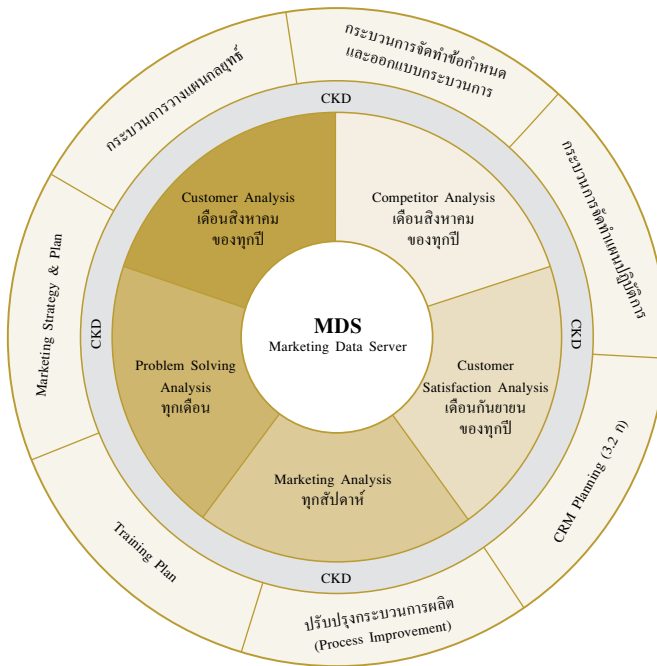 กระบวนการวางแผนกลยุทธ์
กระบวนการจัดทำข้อกำหนด
และออกแบบกระบวนการ
กระบวนการจัดทำแผนปฏิบัติการ
CRM Planning (3.2 ก)
ปรับปรุงกระบวนการผลิต
(Process Improvement)
Training Plan
Marketing Strategy & Plan
CKD
CKD
CKD
CKD
Customer Analysis
เดือนสิงหาคม
ของทุกปี
Competitor Analysis
เดือนสิงหาคม
ของทุกปี
Customer
Satisfaction Analysis
เดือนกันยายน
ของทุกปี
Marketing Analysis
ทุกสัปดาห์
Problem Solving
Analysis
ทุกเดือน
MDS
Marketing Data Server